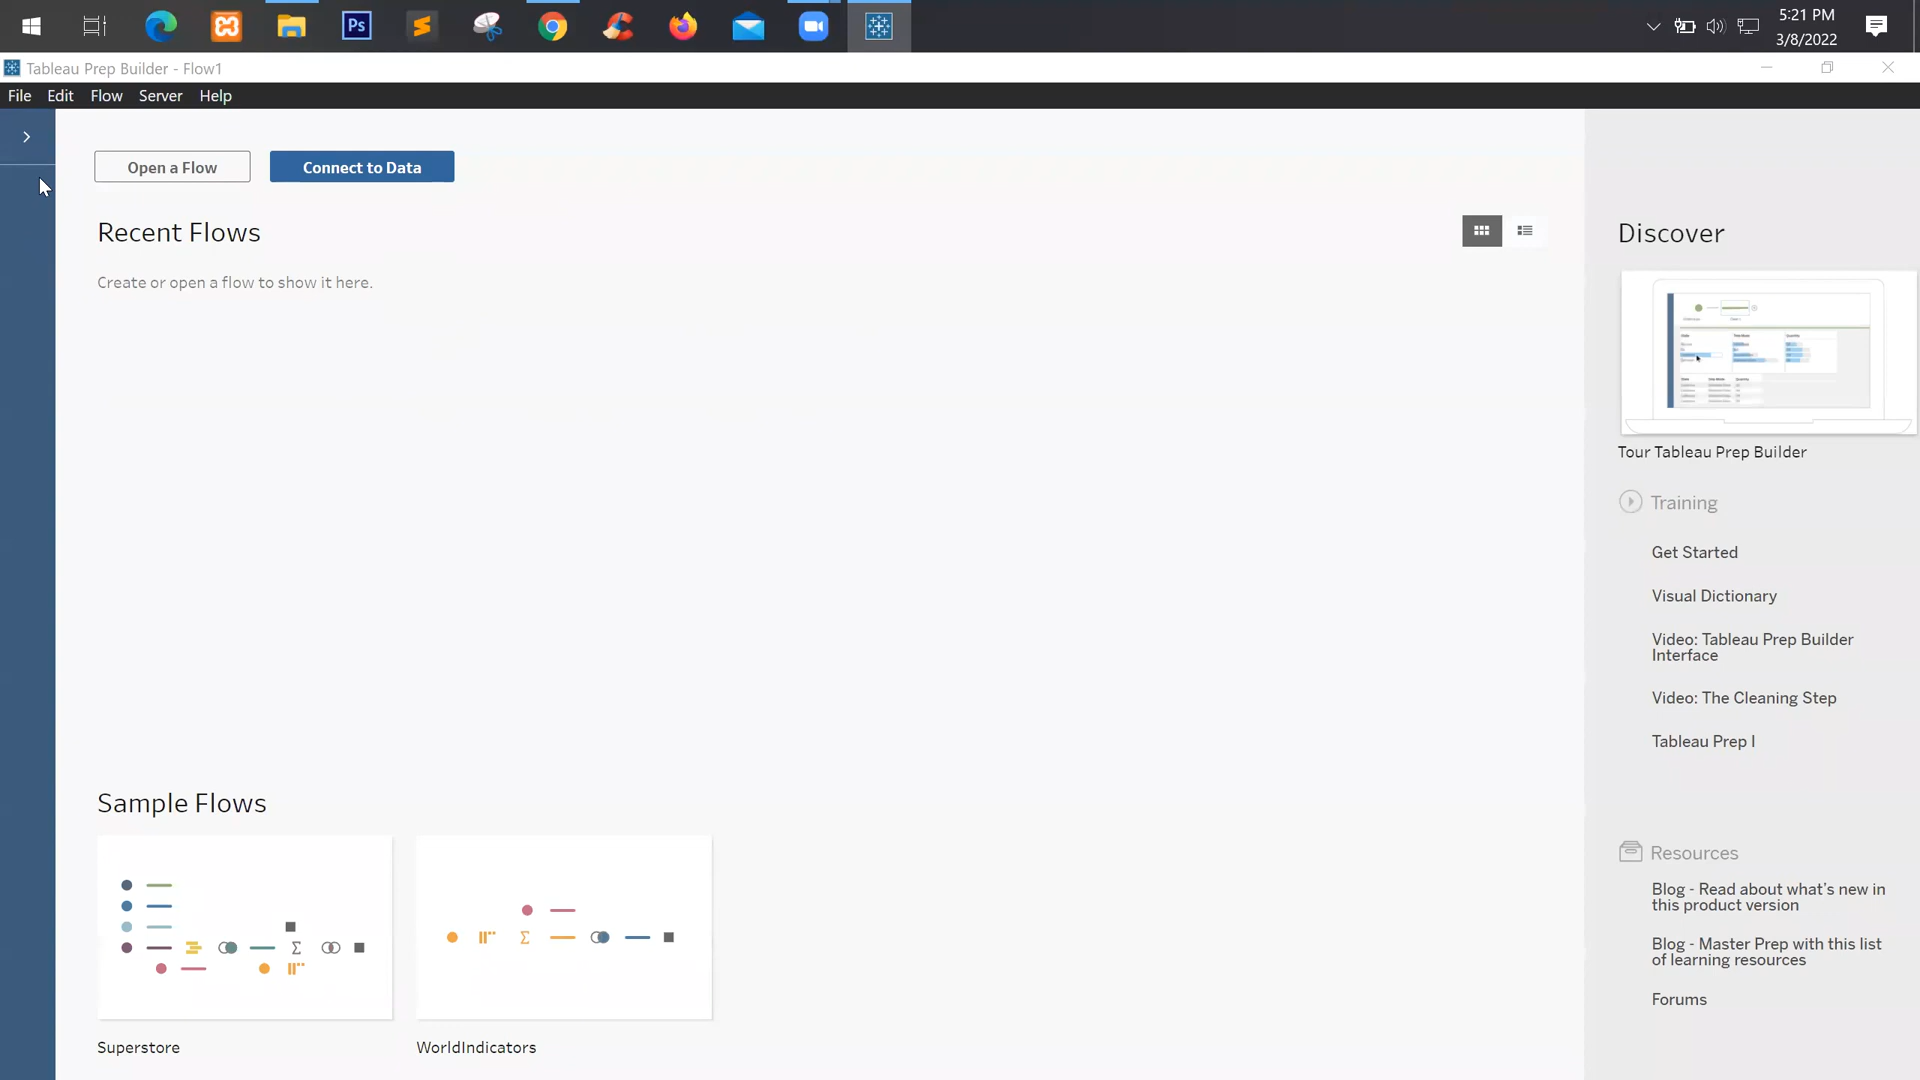 Ps
5:21 PM
3/8/2022
Tableau Prep Builder - Flow1
File Edit Flow Server Help
Open a Flow
Connect to Data
Recent Flows
Create or open a flow to show it here.
Discover
Tour Tableau Prep Builder
Training
Get Started
Visual Dictionary
Video: Tableau Prep Builder
Interface
Video: The Cleaning Step
Tableau Prep I
Sample Flows
Superstore
WorldIndicators
Resources
Blog - Read about what's new in
this product version
Blog - Master Prep with this list
of learning resources
Forums